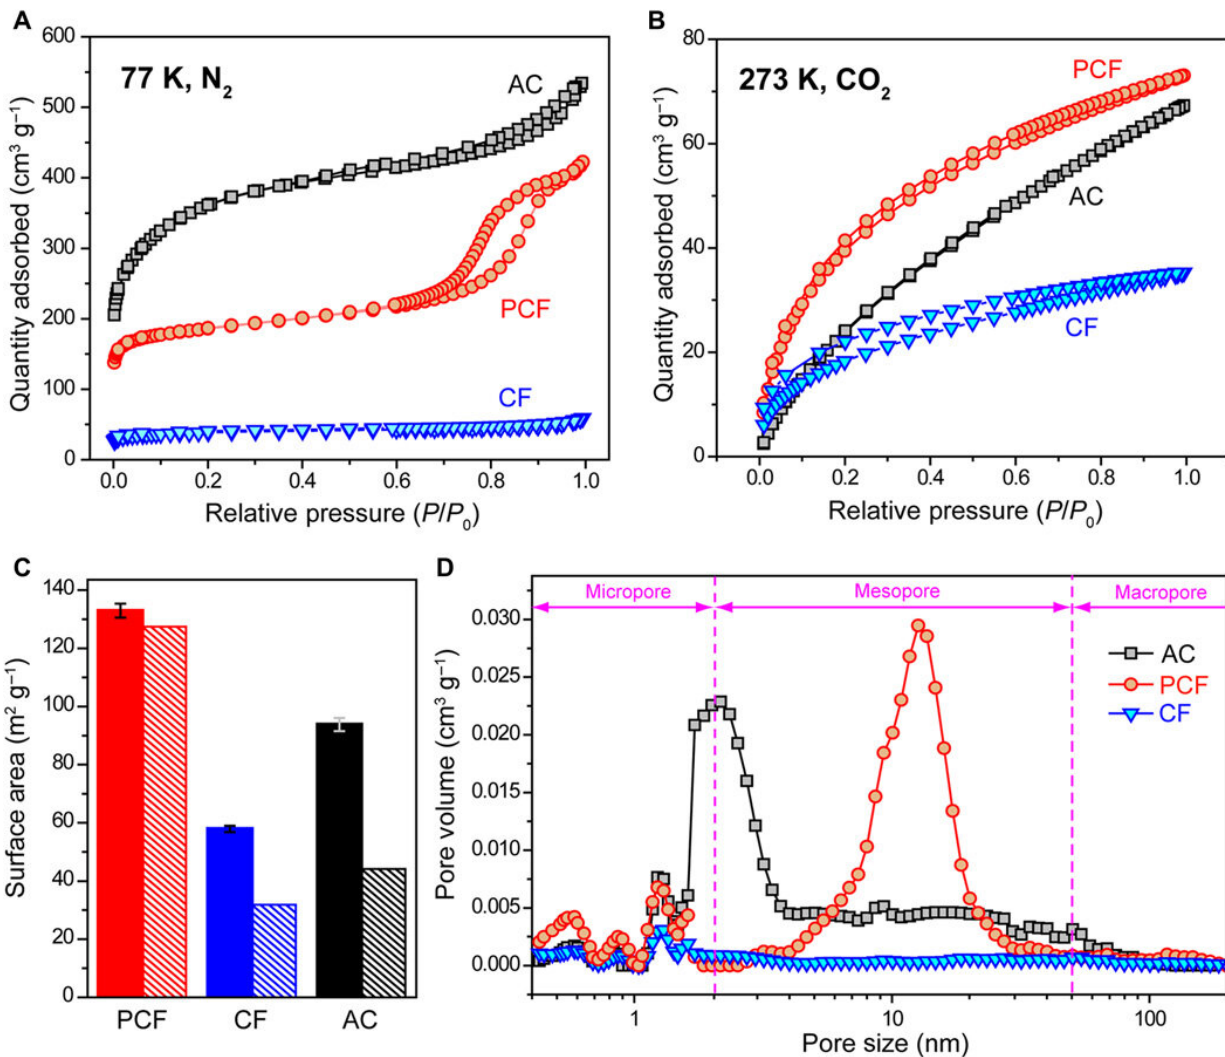 A
77 K, N₂
AC
PCF
CF
600
500
400
300
200
100
0
Quantity adsorbed (cm³ g⁻¹)
0.0 0.2 0.4 0.6 0.8 1.0
Relative pressure (P/P₀)
B
273 K, CO₂
PCF
AC
CF
80
60
40
20
0
Quantity adsorbed (cm³ g⁻¹)
0.0 0.2 0.4 0.6 0.8 1.0
Relative pressure (P/P₀)
C
140
120
100
80
60
40
20
0
Surface area (m² g⁻¹)
PCF CF AC
D
Micropore Mesopore Macropore
AC
PCF
CF
0.030
0.025
0.020
0.015
0.010
0.005
0.000
Pore volume (cm³ g⁻¹)
1 10 100
Pore size (nm)